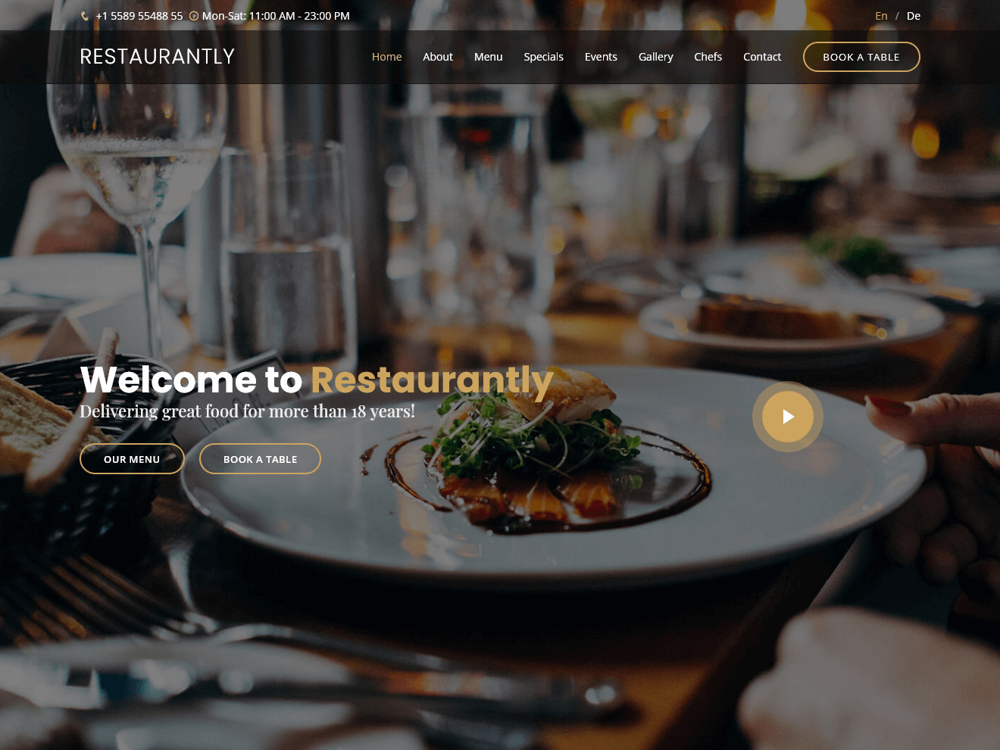 +1 5589 55488 55 Mon-Sat: 11:00 AM - 23:00 PM
En / De
RESTAURANTLY
Home About Menu Specials Events Gallery Chefs Contact BOOK A TABLE
Welcome to Restaurantly
Delivering great food for more than 18 years!
OUR MENU BOOK A TABLE